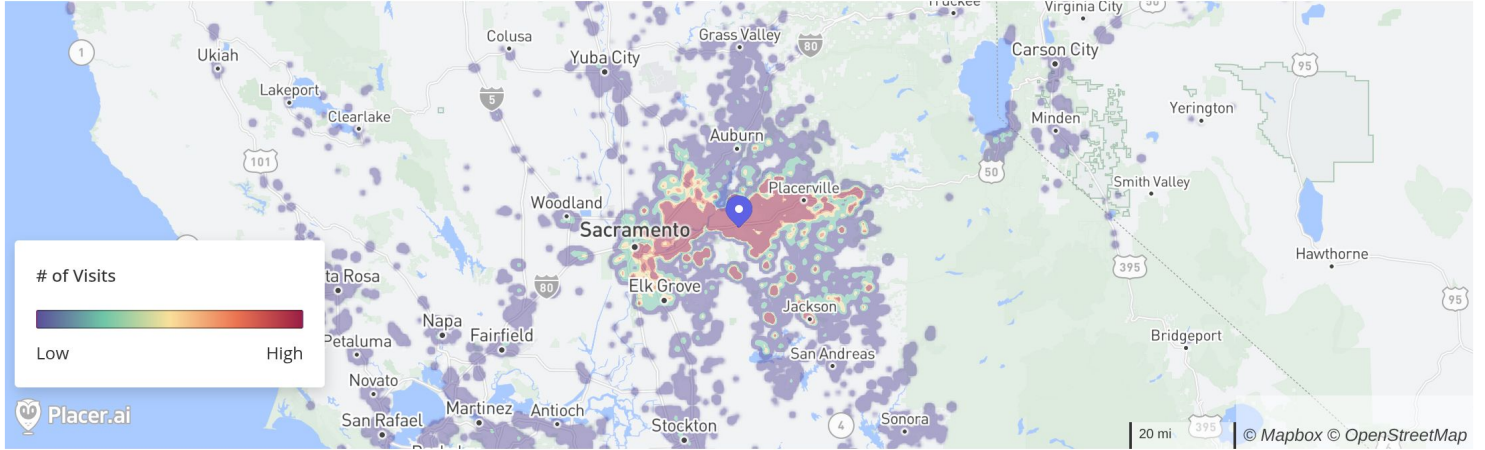 Truckee
Virginia City
50
1
Colusa
Grass Valley
80
Carson City
Ukiah
Yuba City
95
Lakeport
5
Clearlake
Yerington
Minden
Auburn
101
50
Smith Valley
Placerville
Woodland
Sacramento
Hawthorne
395
# of Visits
ta Rosa
80
Elk Grove
95
Jackson
Low High
Napa
Fairfield
Petaluma
Bridgeport
San Andreas
Novato
Placer.ai
San Rafael
Martinez
Antioch
Stockton
4
Sonora
20 mi
395
© Mapbox © OpenStreetMap